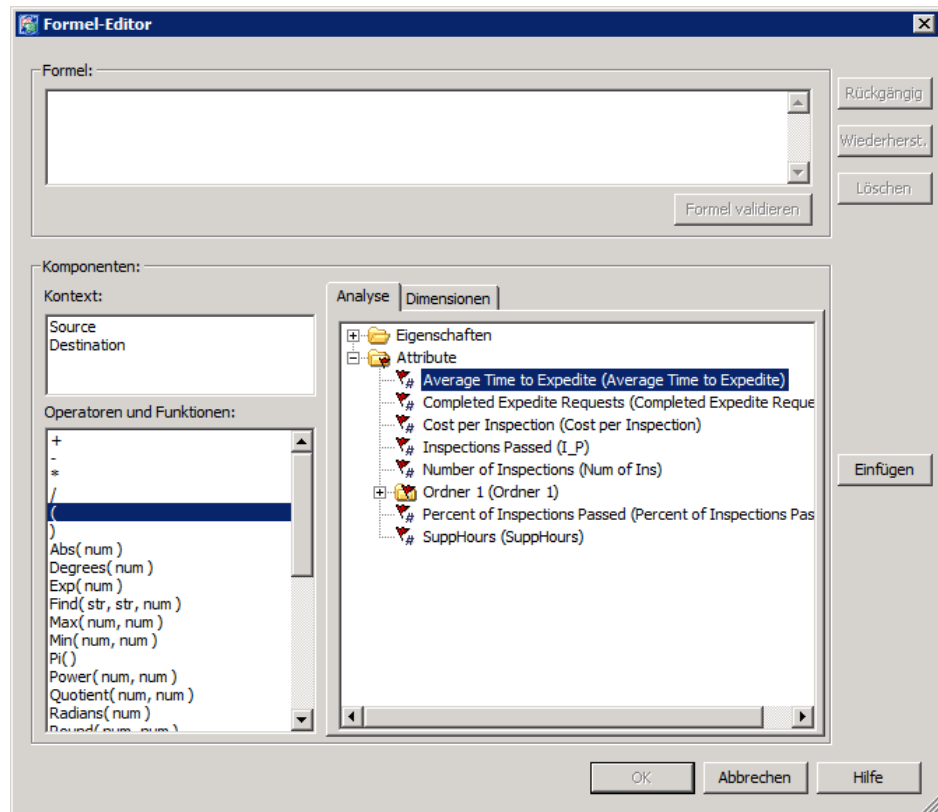 Formel-Editor
Formel:
Rückgängig
Wiederherst.
Löschen
Formel validieren
Komponenten:
Kontext:
Source
Destination
Operatoren und Funktionen:
+
-
*
/
(
)
Abs( num )
Degrees( num )
Exp( num )
Find( str, str, num )
Max( num, num )
Min( num, num )
Pi( )
Power( num, num )
Quotient( num, num )
Radians( num )
Round( num, num )
Analyse
Dimensionen
Eigenschaften
Attribute
Average Time to Expedite (Average Time to Expedite)
Completed Expedite Requests (Completed Expedite Reque
Cost per Inspection (Cost per Inspection)
Inspections Passed (I_P)
Number of Inspections (Num of Ins)
Ordner 1 (Ordner 1)
Percent of Inspections Passed (Percent of Inspections Pas
SuppHours (SuppHours)
Einfügen
OK
Abbrechen
Hilfe